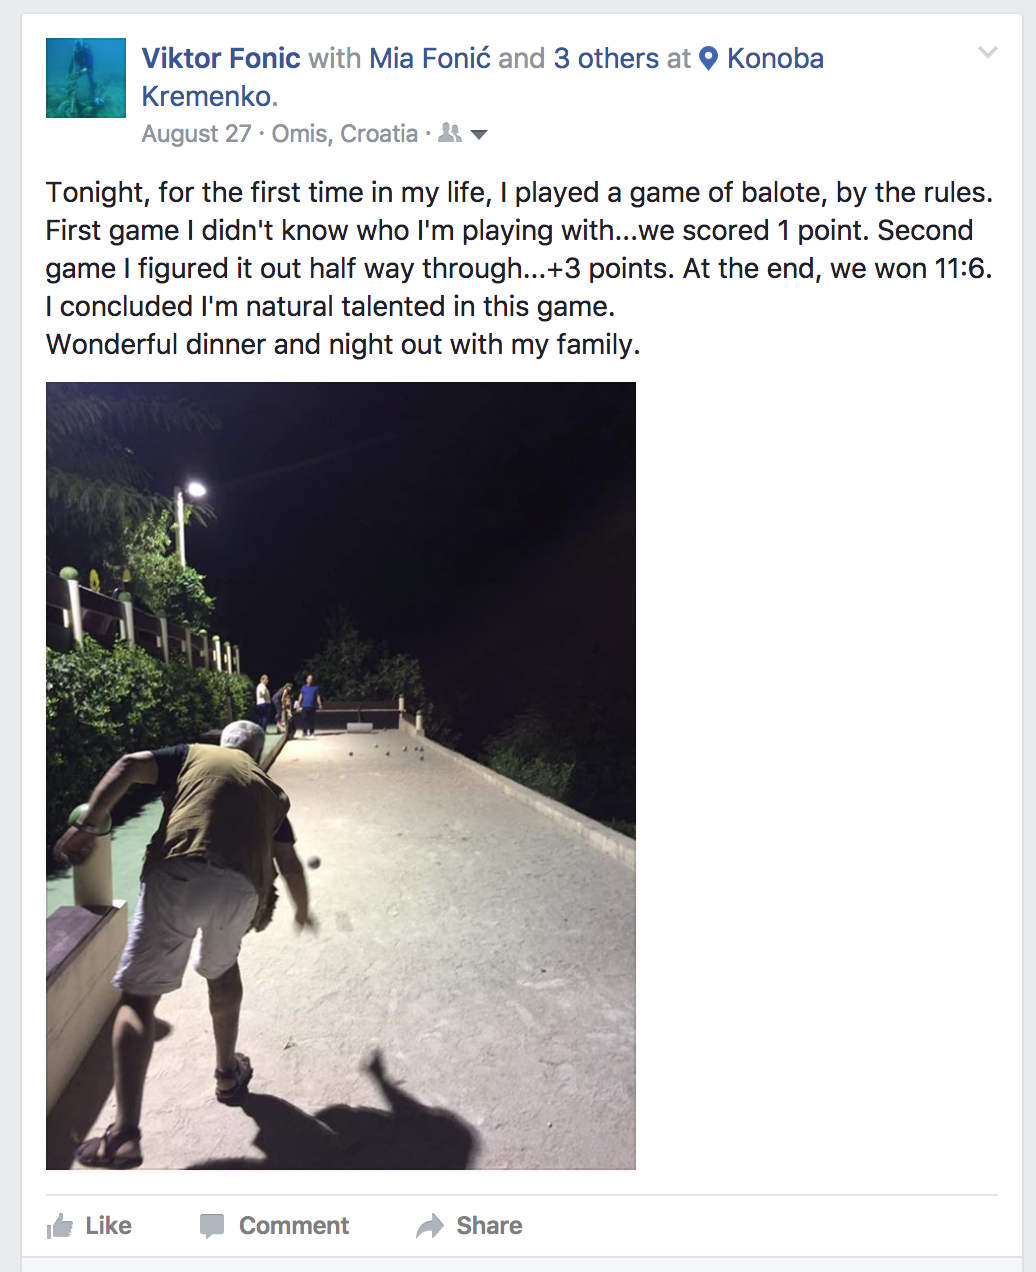 Viktor Fonic with Mia Fonić and 3 others at Konoba
Kremenko.
August 27 · Omis, Croatia ·
Tonight, for the first time in my life, I played a game of balote, by the rules.
First game I didn't know who I'm playing with...we scored 1 point. Second
game I figured it out half way through...+3 points. At the end, we won 11:6.
I concluded I'm natural talented in this game.
Wonderful dinner and night out with my family.
Like Comment Share